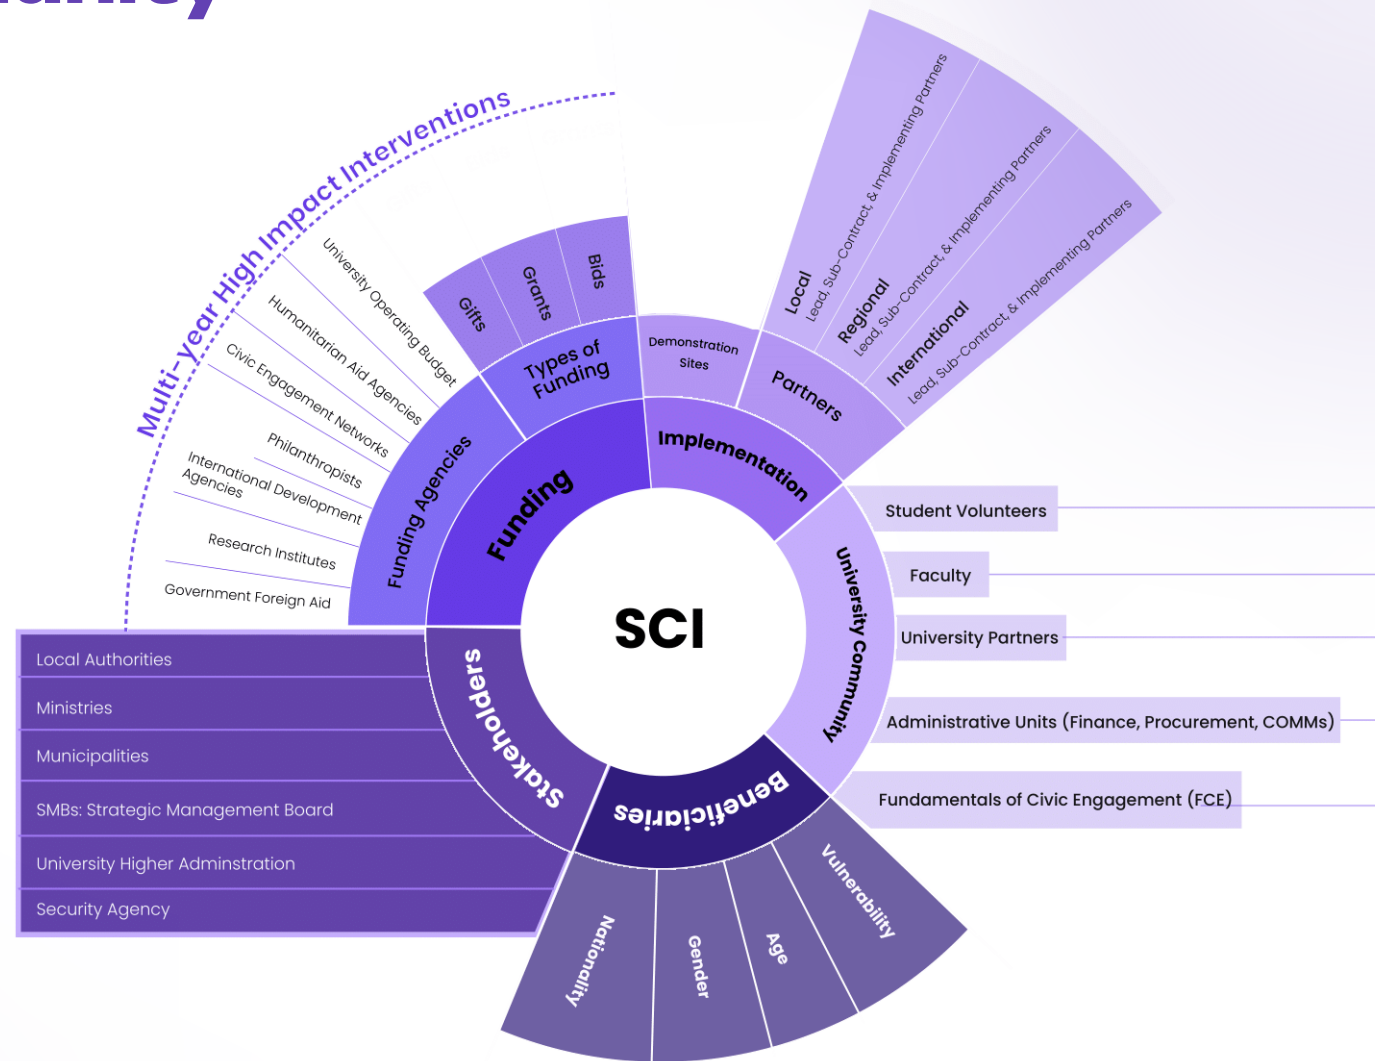 Multi-year High Impact Interventions
University Operating Budget
Humanitarian Aid Agencies
Civic Engagement Networks
Philanthropists
International Development
Agencies
Research Institutes
Government Foreign Aid
Funding Agencies
Gifts
Grants
Bids
Types of
Funding
Funding
Demonstration
Sites
Partners
Local
Lead, Sub-Contract, & Implementing Partners
Regional
Lead, Sub-Contract, & Implementing Partners
International
Lead, Sub-Contract, & Implementing Partners
Implementation
SCI
University Community
Student Volunteers
Faculty
University Partners
Administrative Units (Finance, Procurement, COMMs)
Fundamentals of Civic Engagement (FCE)
Stakeholders
Local Authorities
Ministries
Municipalities
SMBs: Strategic Management Board
University Higher Adminstration
Security Agency
Beneficiaries
Nationality
Gender
Age
Vulnerability